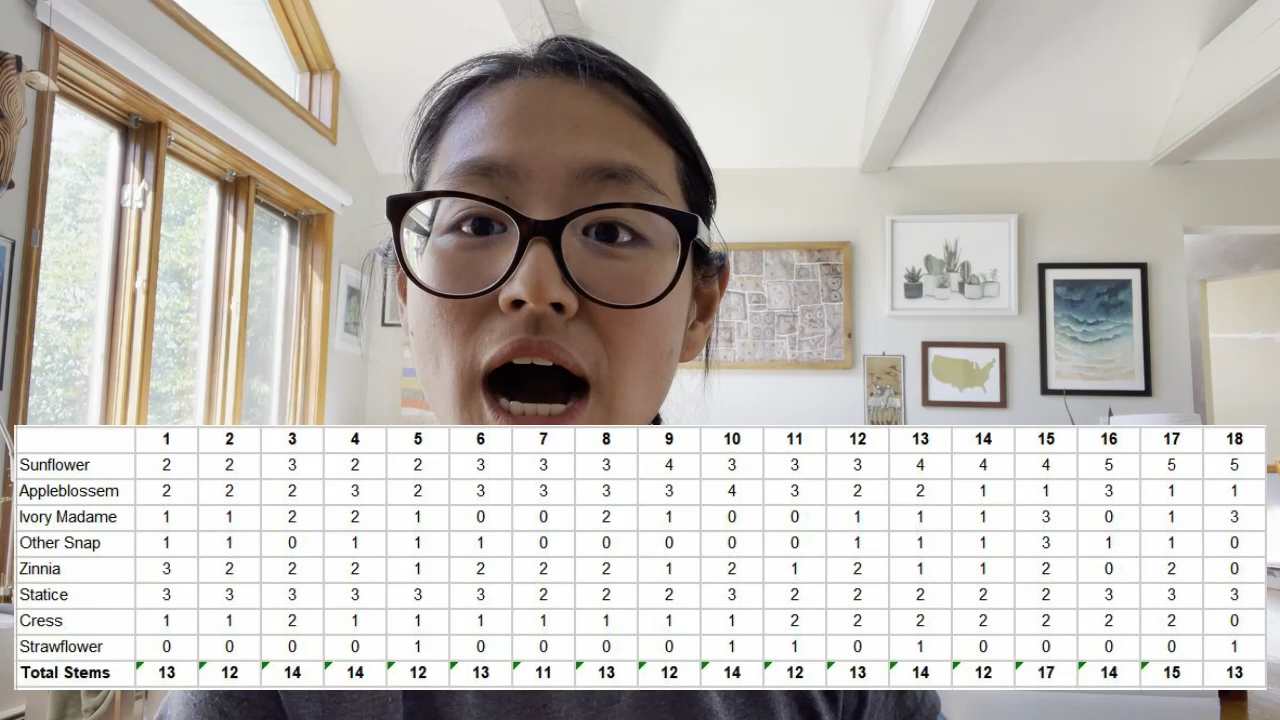 1 2 3 4 5 6 7 8 9 10 11 12 13 14 15 16 17 18
Sunflower 2 2 3 2 2 3 3 3 4 3 3 3 4 4 4 5 5 5
Appleblossem 2 2 2 3 2 3 3 3 3 4 3 2 2 1 1 3 1 1
Ivory Madame 1 1 2 2 1 0 0 2 1 0 0 1 1 1 3 0 1 3
Other Snap 1 1 0 1 1 1 0 0 0 0 0 1 1 1 3 1 1 0
Zinnia 3 2 2 2 1 2 2 2 1 2 1 2 1 1 2 0 2 0
Statice 3 3 3 3 3 3 2 2 2 3 2 2 2 2 2 3 3 3
Cress 1 1 2 1 1 1 1 1 1 1 2 2 2 2 2 2 2 0
Strawflower 0 0 0 0 1 0 0 0 0 1 1 0 1 0 0 0 0 1
Total Stems 13 12 14 14 12 13 11 13 12 14 12 13 14 12 17 14 15 13